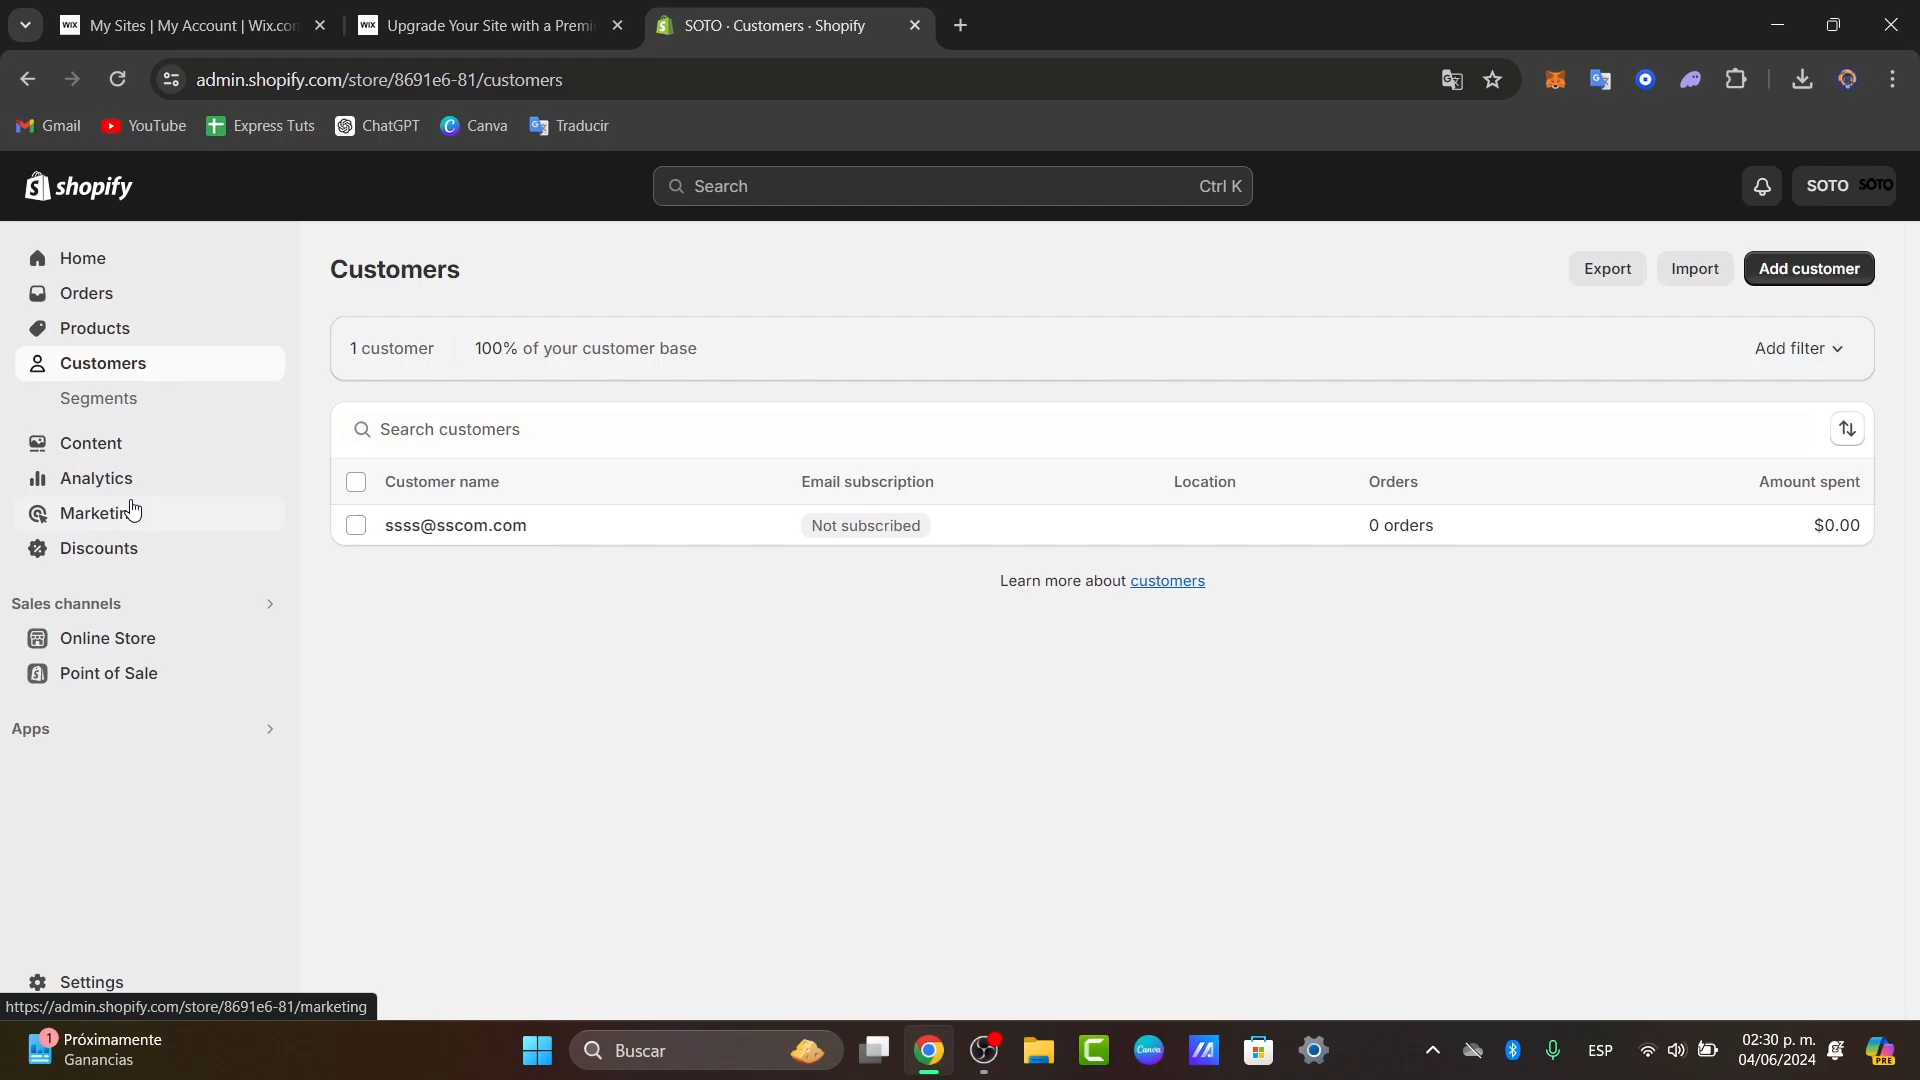 My Sites | My Account | Wix.con
Upgrade Your Site with a Premi
SOTO · Customers · Shopify
admin.shopify.com/store/8691e6-81/customers
Gmail
YouTube
Express Tuts
ChatGPT
Canva
Traducir
shopify
Search
Ctrl K
SOTO
SOTO
Home
Orders
Products
Customers
Segments
Content
Analytics
Marketin
Discounts
Sales channels
Online Store
Point of Sale
Apps
Settings
Customers
Export
Import
Add customer
1 customer
100% of your customer base
Add filter
Search customers
Customer name
Email subscription
Location
Orders
Amount spent
ssss@sscom.com
Not subscribed
0 orders
$0.00
Learn more about customers
https://admin.shopify.com/store/8691e6-81/marketing
1
Próximamente
Ganancias
Buscar
Canva
ESP
02:30 p. m.
04/06/2024
PRE